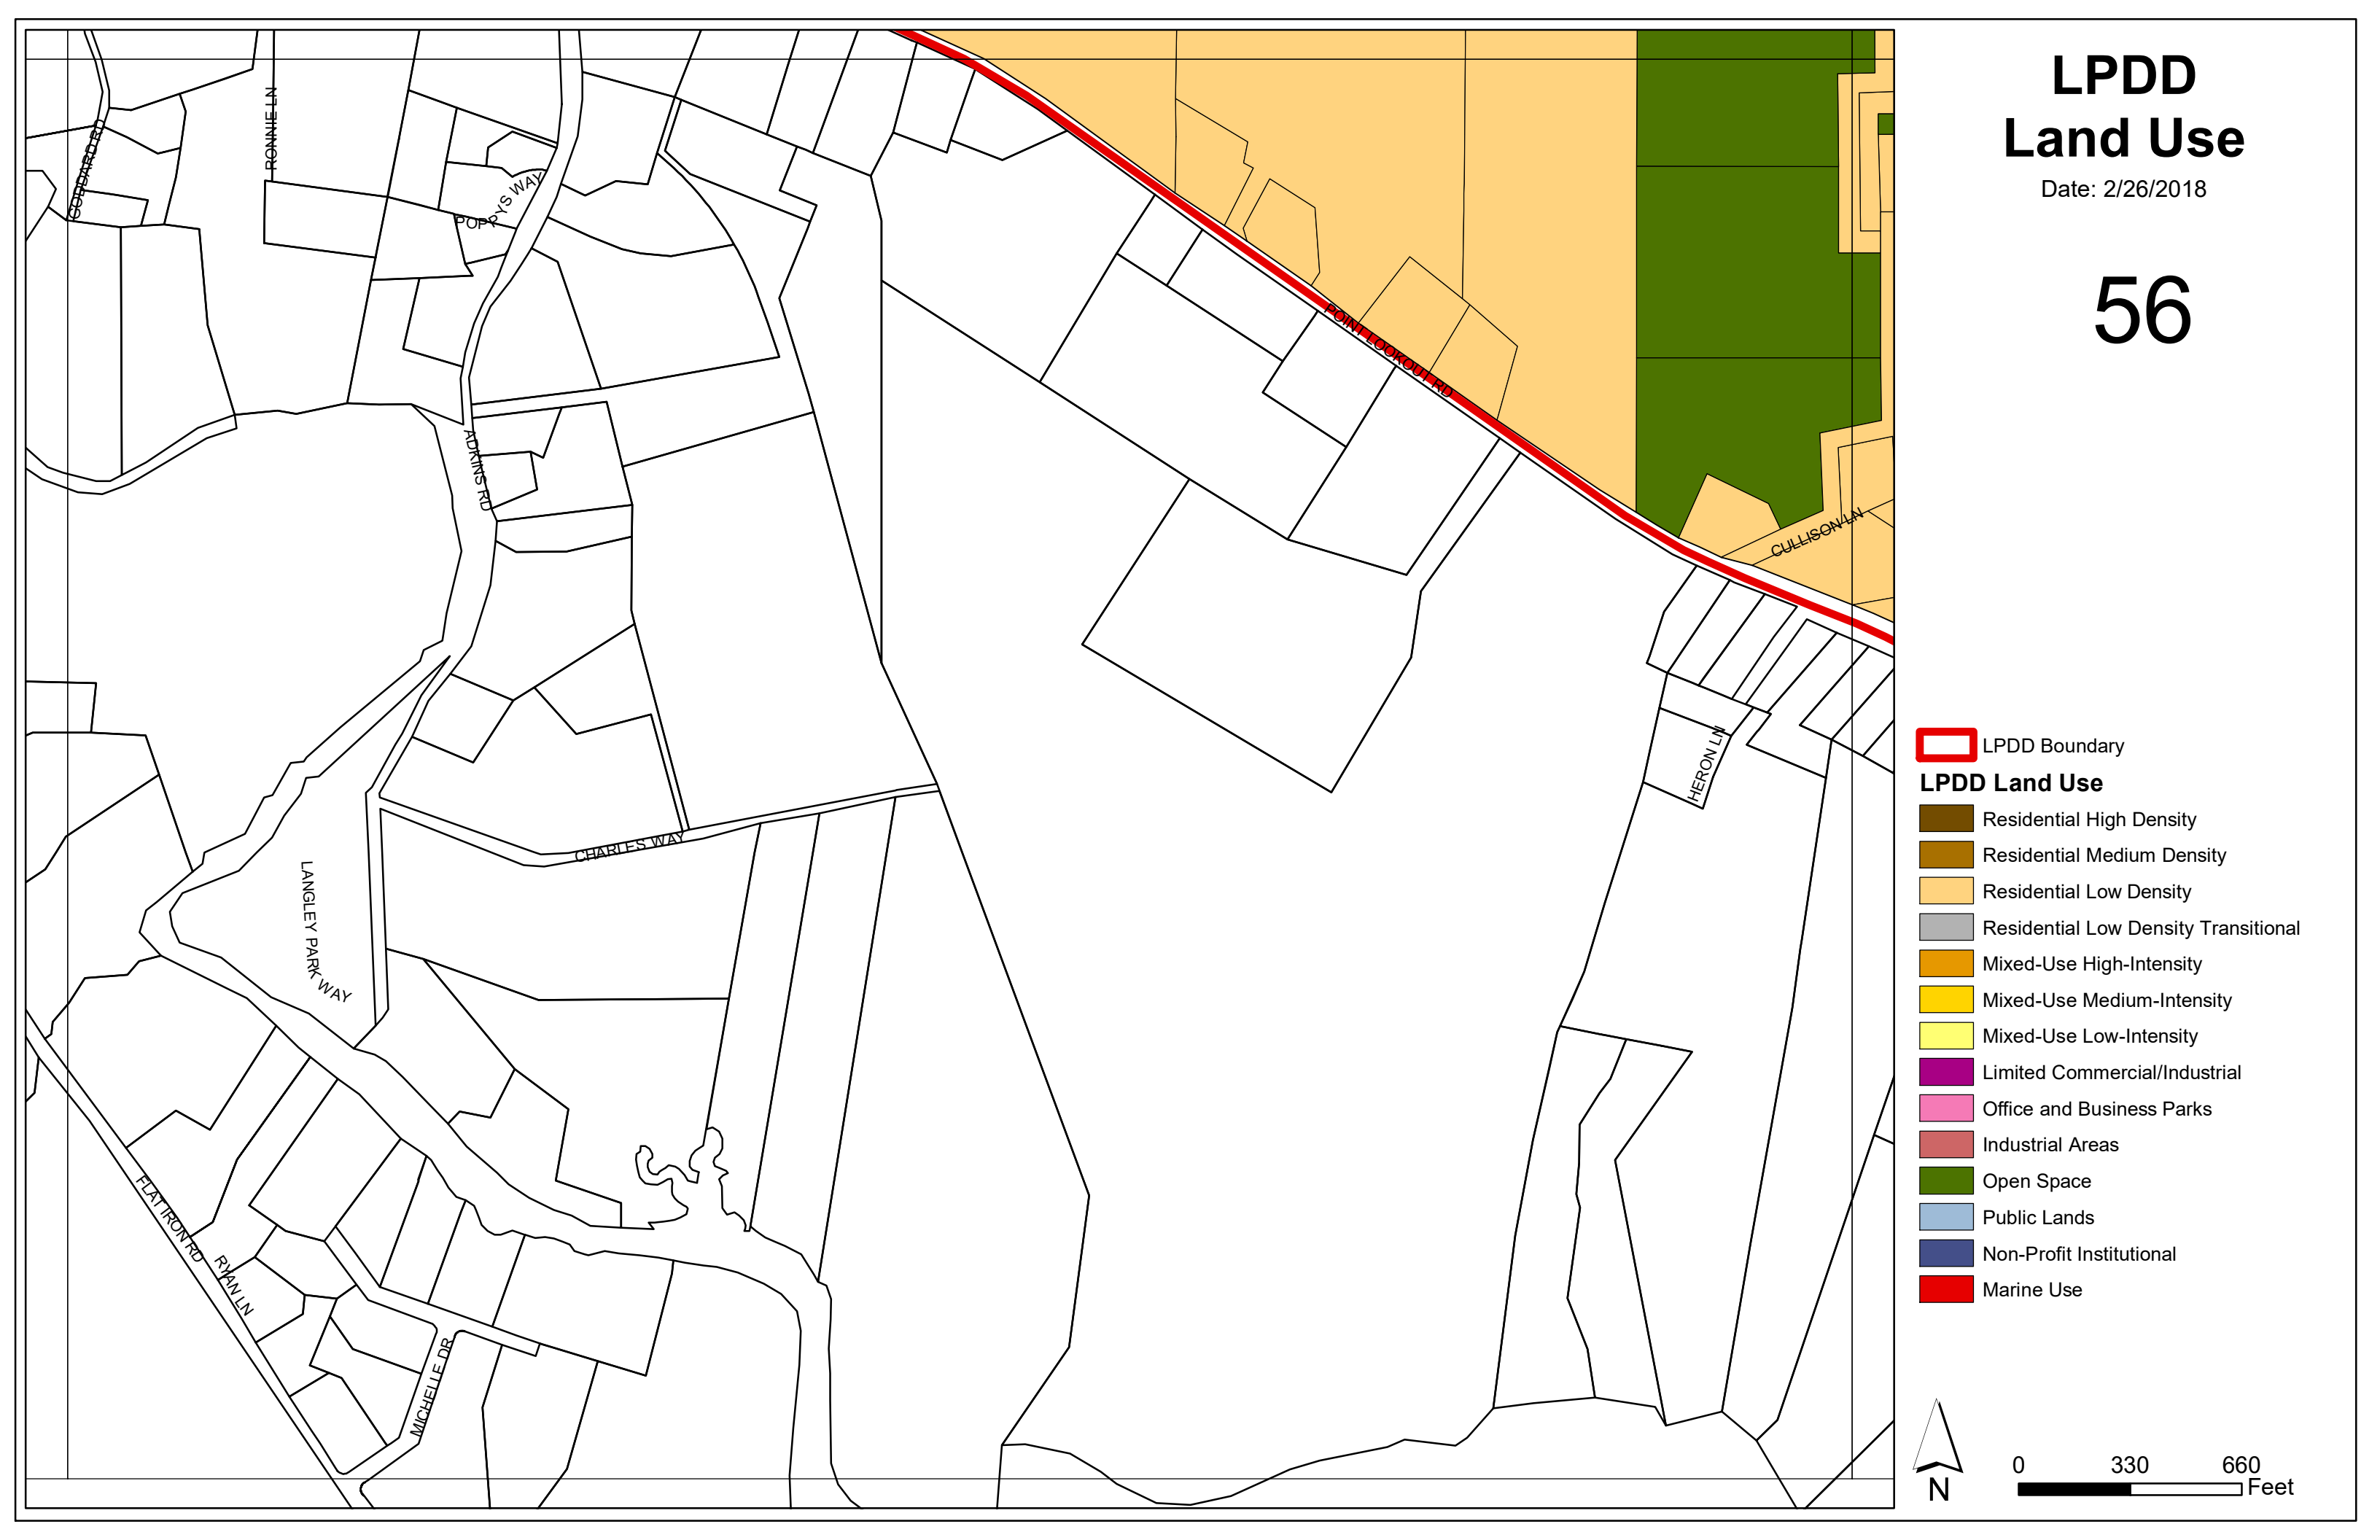 LPDD
Land Use
Date: 2/26/2018
56
GODDARD RD
RONNIE LN
POPPYS WAY
POINT LOOKOUT RD
ADKINS RD
CULLISON LN
HERON LN
CHARLES WAY
LANGLEY PARK WAY
FLAT IRON RD
RYAN LN
MICHELLE DR
LPDD Boundary
LPDD Land Use
Residential High Density
Residential Medium Density
Residential Low Density
Residential Low Density Transitional
Mixed-Use High-Intensity
Mixed-Use Medium-Intensity
Mixed-Use Low-Intensity
Limited Commercial/Industrial
Office and Business Parks
Industrial Areas
Open Space
Public Lands
Non-Profit Institutional
Marine Use
N
0 330 660
Feet